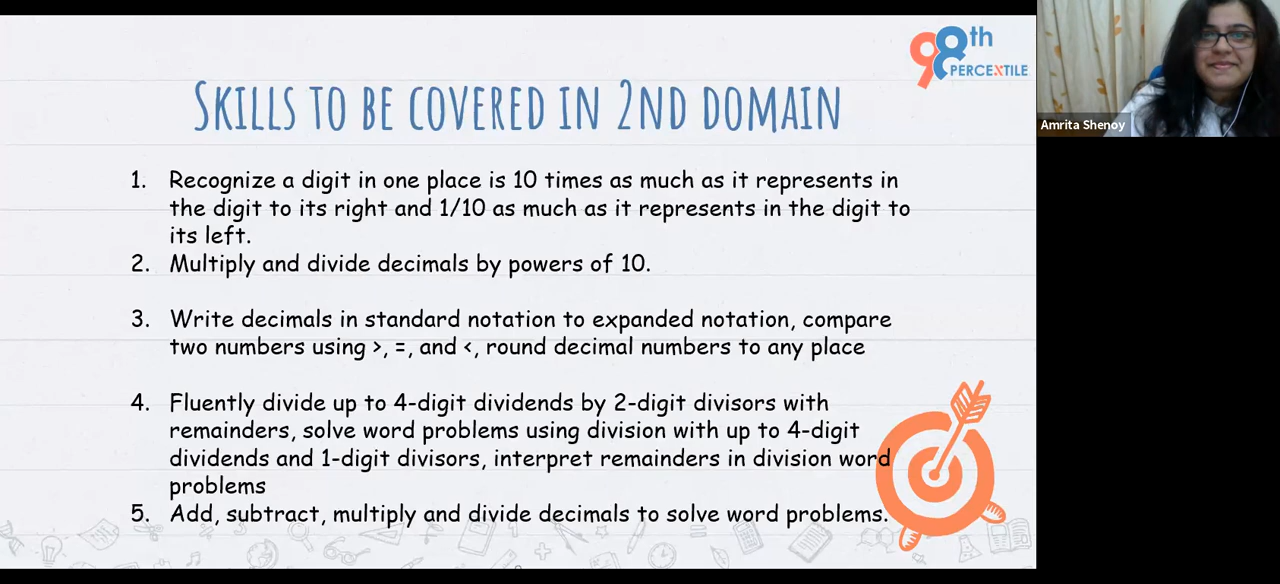 98th
PERCEXTILE
SKILLS TO BE COVERED IN 2ND DOMAIN
Amrita Shenoy
1. Recognize a digit in one place is 10 times as much as it represents in
the digit to its right and 1/10 as much as it represents in the digit to
its left.
2. Multiply and divide decimals by powers of 10.
3. Write decimals in standard notation to expanded notation, compare
two numbers using >, =, and <, round decimal numbers to any place
4. Fluently divide up to 4-digit dividends by 2-digit divisors with
remainders, solve word problems using division with up to 4-digit
dividends and 1-digit divisors, interpret remainders in division word
problems
5. Add, subtract, multiply and divide decimals to solve word problems.